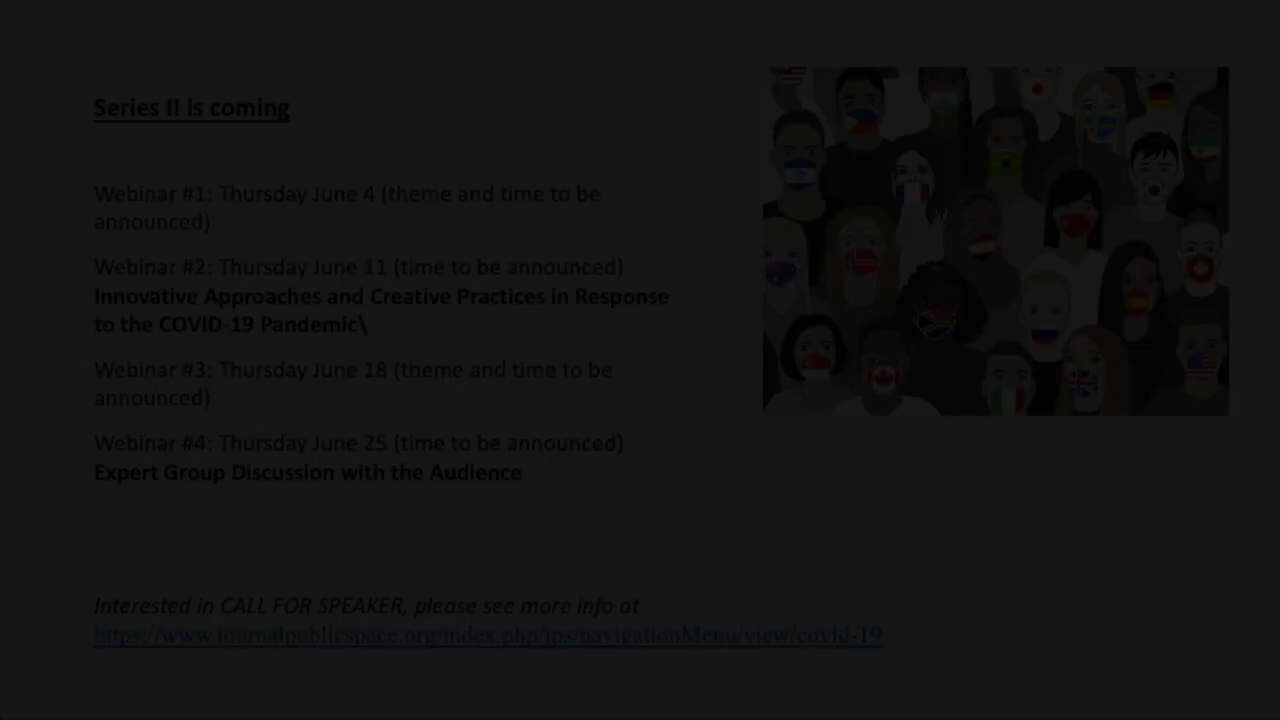 Series II is coming
Webinar #1: Thursday June 4 (theme and time to be
announced)
Webinar #2: Thursday June 11 (time to be announced)
Innovative Approaches and Creative Practices in Response
to the COVID-19 Pandemic\
Webinar #3: Thursday June 18 (theme and time to be
announced)
Webinar #4: Thursday June 25 (time to be announced)
Expert Group Discussion with the Audience
Interested in CALL FOR SPEAKER, please see more info at
https://www.journalpublicspace.org/index.php/jps/navigationMenu/view/covid-19